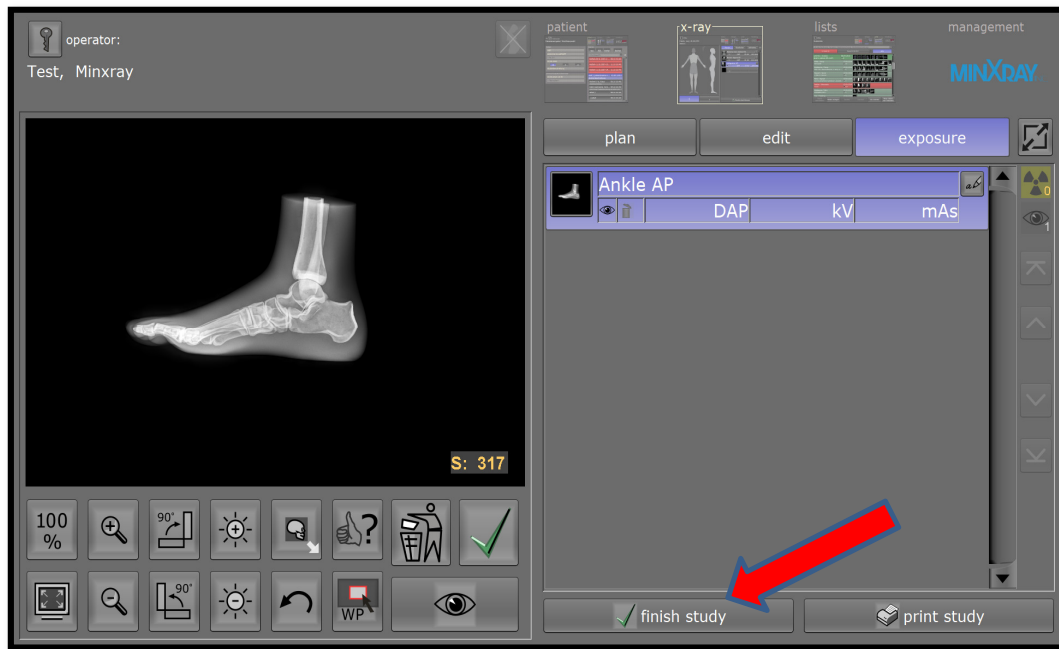 operator:
Test, Minxray
patient
x-ray
lists
management
MINXRAY
plan
edit
exposure
Ankle AP
DAP
kV
mAs
0
1
S: 317
100
%
90°
?
90°
WP
finish study
print study